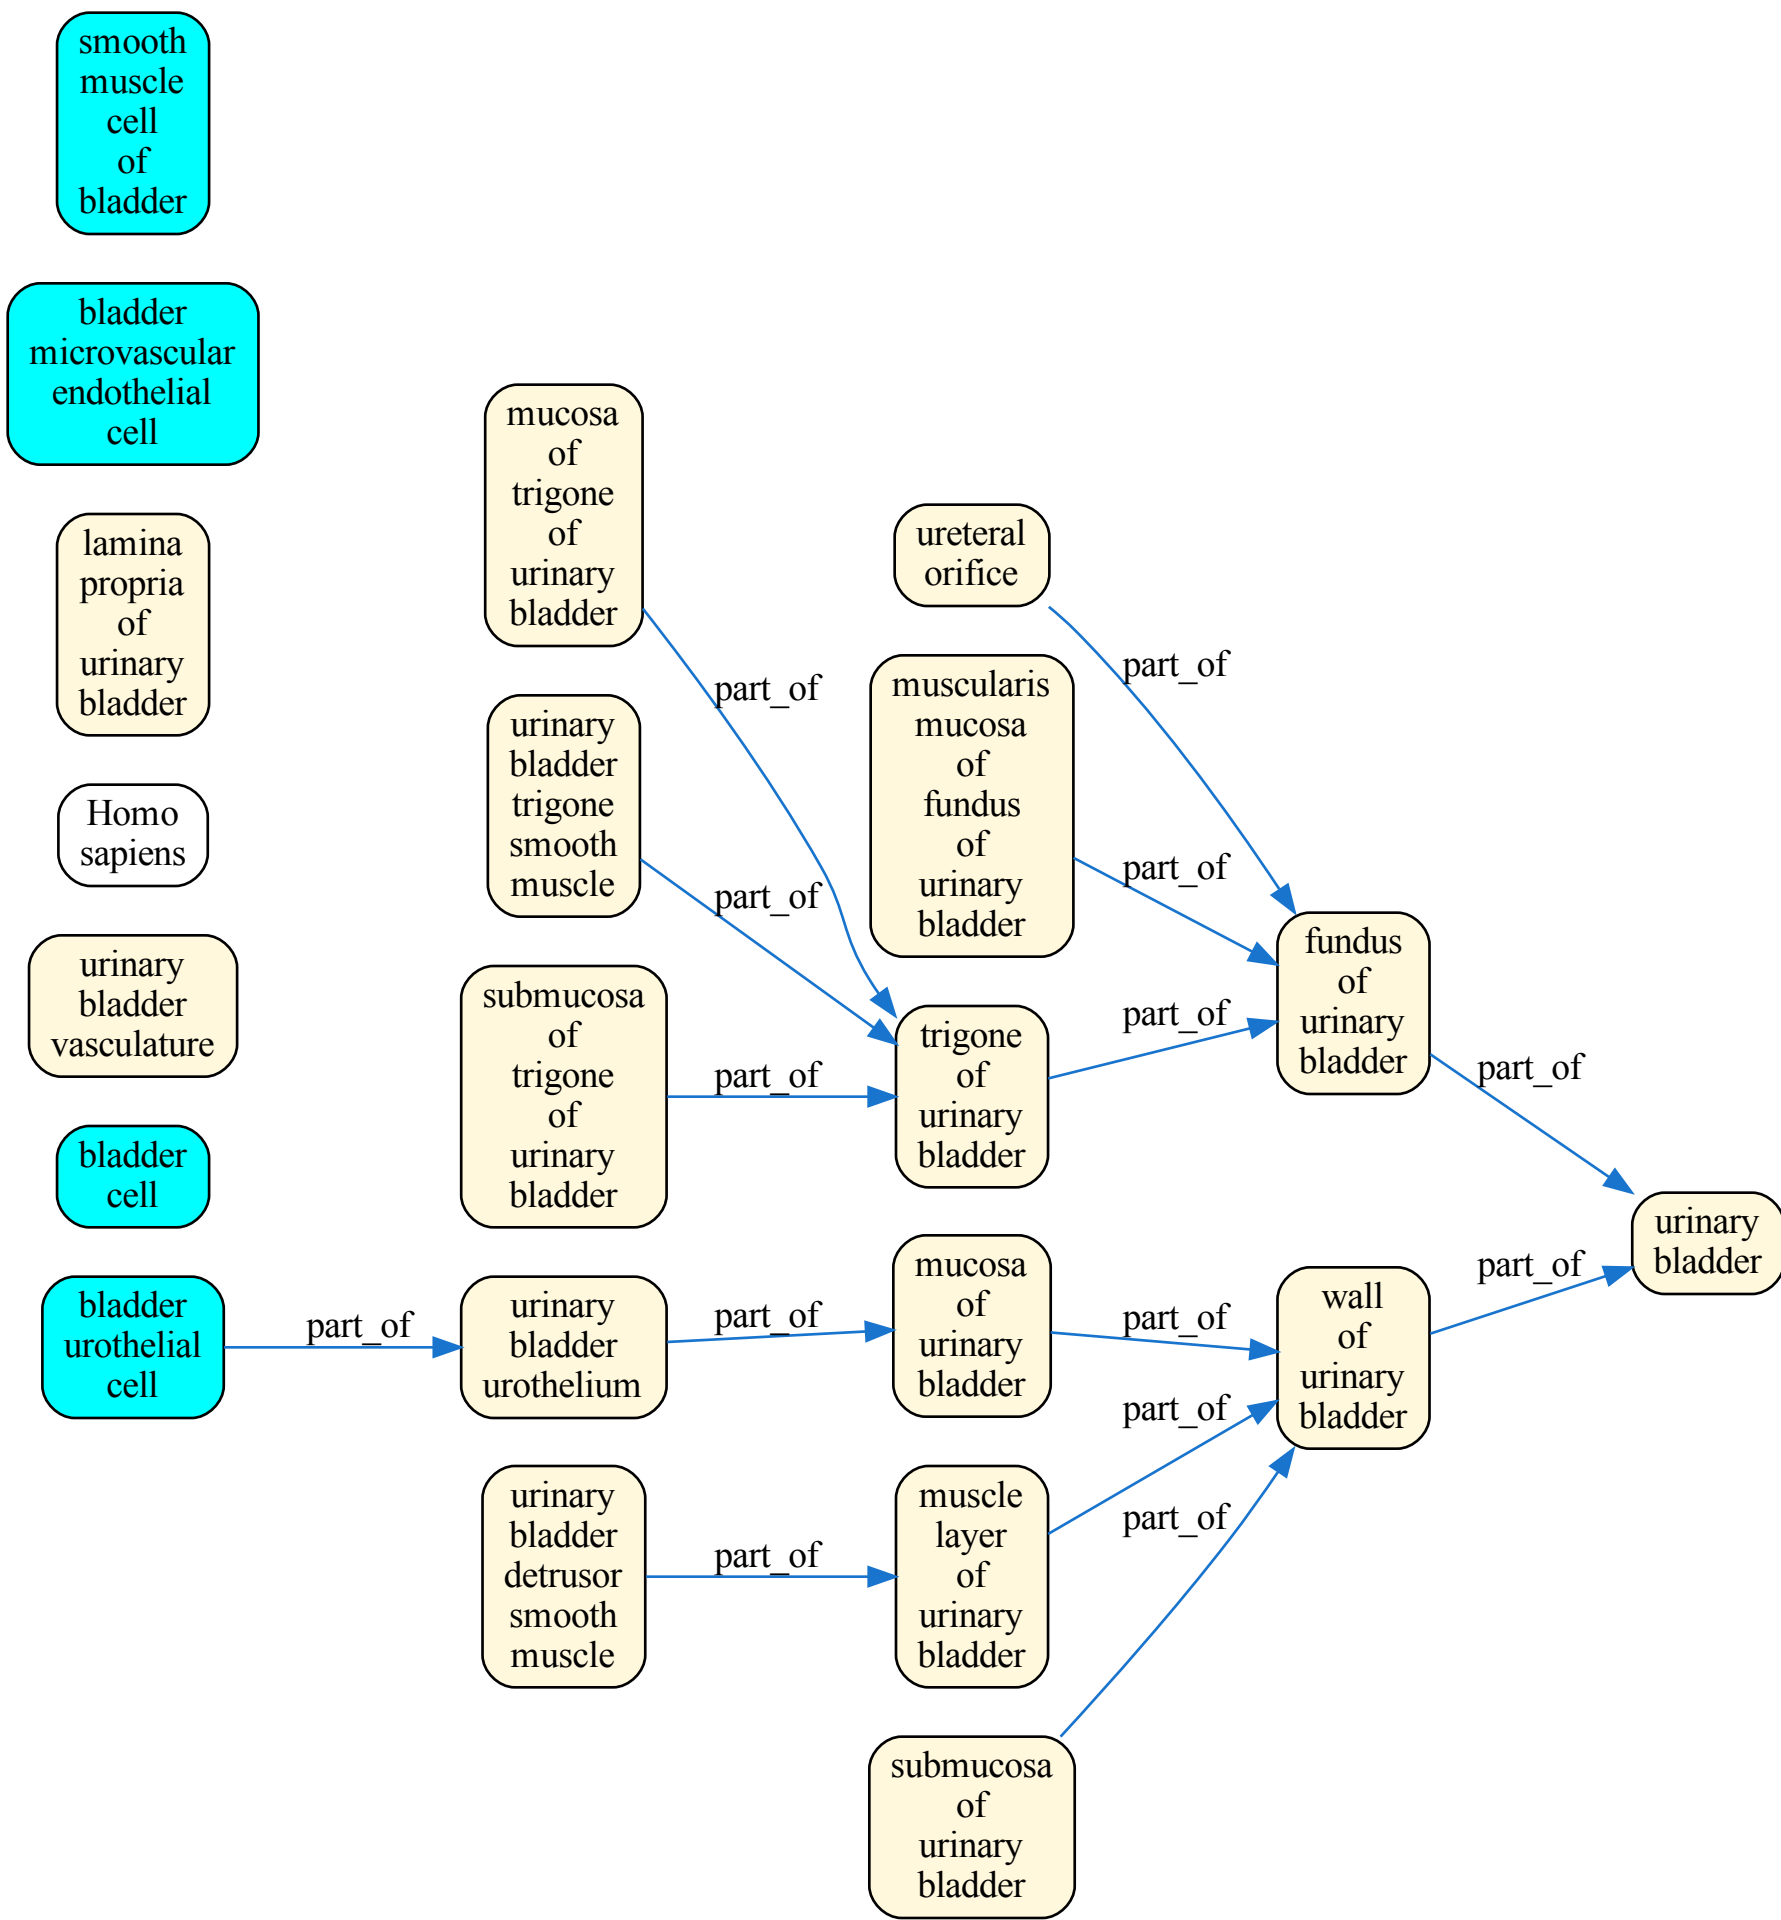 smooth
muscle
cell
of
bladder
bladder
microvascular
endothelial
cell
lamina
propria
of
urinary
bladder
Homo
sapiens
urinary
bladder
vasculature
bladder
cell
bladder
urothelial
cell
part_of
mucosa
of
trigone
of
urinary
bladder
part_of
urinary
bladder
trigone
smooth
muscle
part_of
submucosa
of
trigone
of
urinary
bladder
part_of
urinary
bladder
urothelium
part_of
urinary
bladder
detrusor
smooth
muscle
part_of
ureteral
orifice
part_of
muscularis
mucosa
of
fundus
of
urinary
bladder
part_of
trigone
of
urinary
bladder
part_of
mucosa
of
urinary
bladder
part_of
muscle
layer
of
urinary
bladder
part_of
submucosa
of
urinary
bladder
part_of
fundus
of
urinary
bladder
part_of
wall
of
urinary
bladder
part_of
urinary
bladder